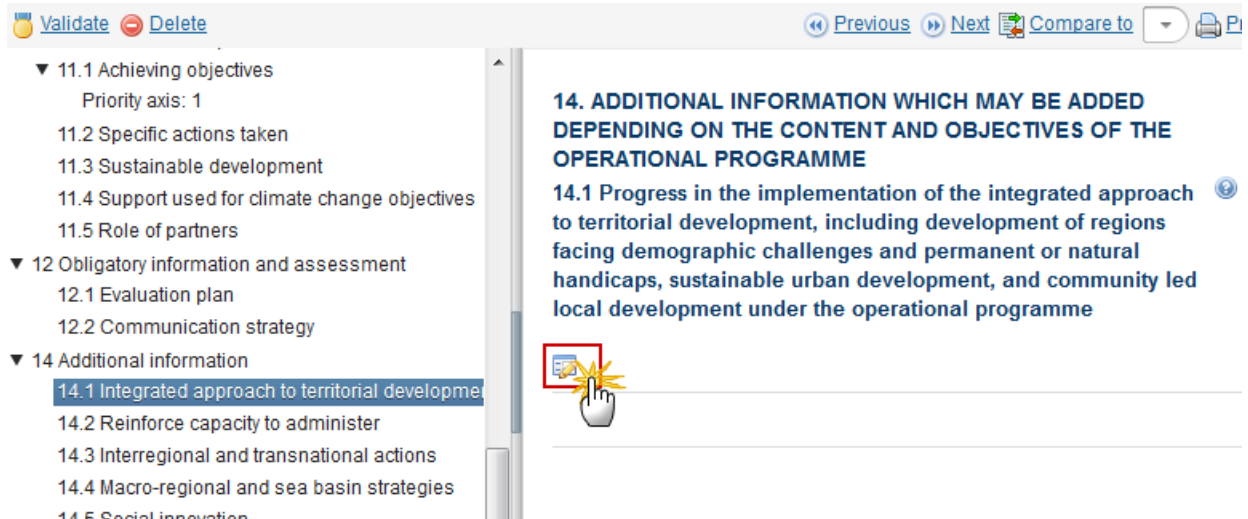 Validate Delete Previous Next Compare to
11.1 Achieving objectives
Priority axis: 1
11.2 Specific actions taken
11.3 Sustainable development
11.4 Support used for climate change objectives
11.5 Role of partners
12 Obligatory information and assessment
12.1 Evaluation plan
12.2 Communication strategy
14 Additional information
14.1 Integrated approach to territorial
14.2 Reinforce capacity to administer
14.3 Interregional and transnational actions
14.4 Macro-regional and sea basin strategies
14.5 Social innovation
14. ADDITIONAL INFORMATION WHICH MAY BE ADDED
DEPENDING ON THE CONTENT AND OBJECTIVES OF THE
OPERATIONAL PROGRAMME
14.1 Progress in the implementation of the integrated approach
to territorial development, including development of regions
facing demographic challenges and permanent or natural
handicaps, sustainable urban development, and community led
local development under the operational programme